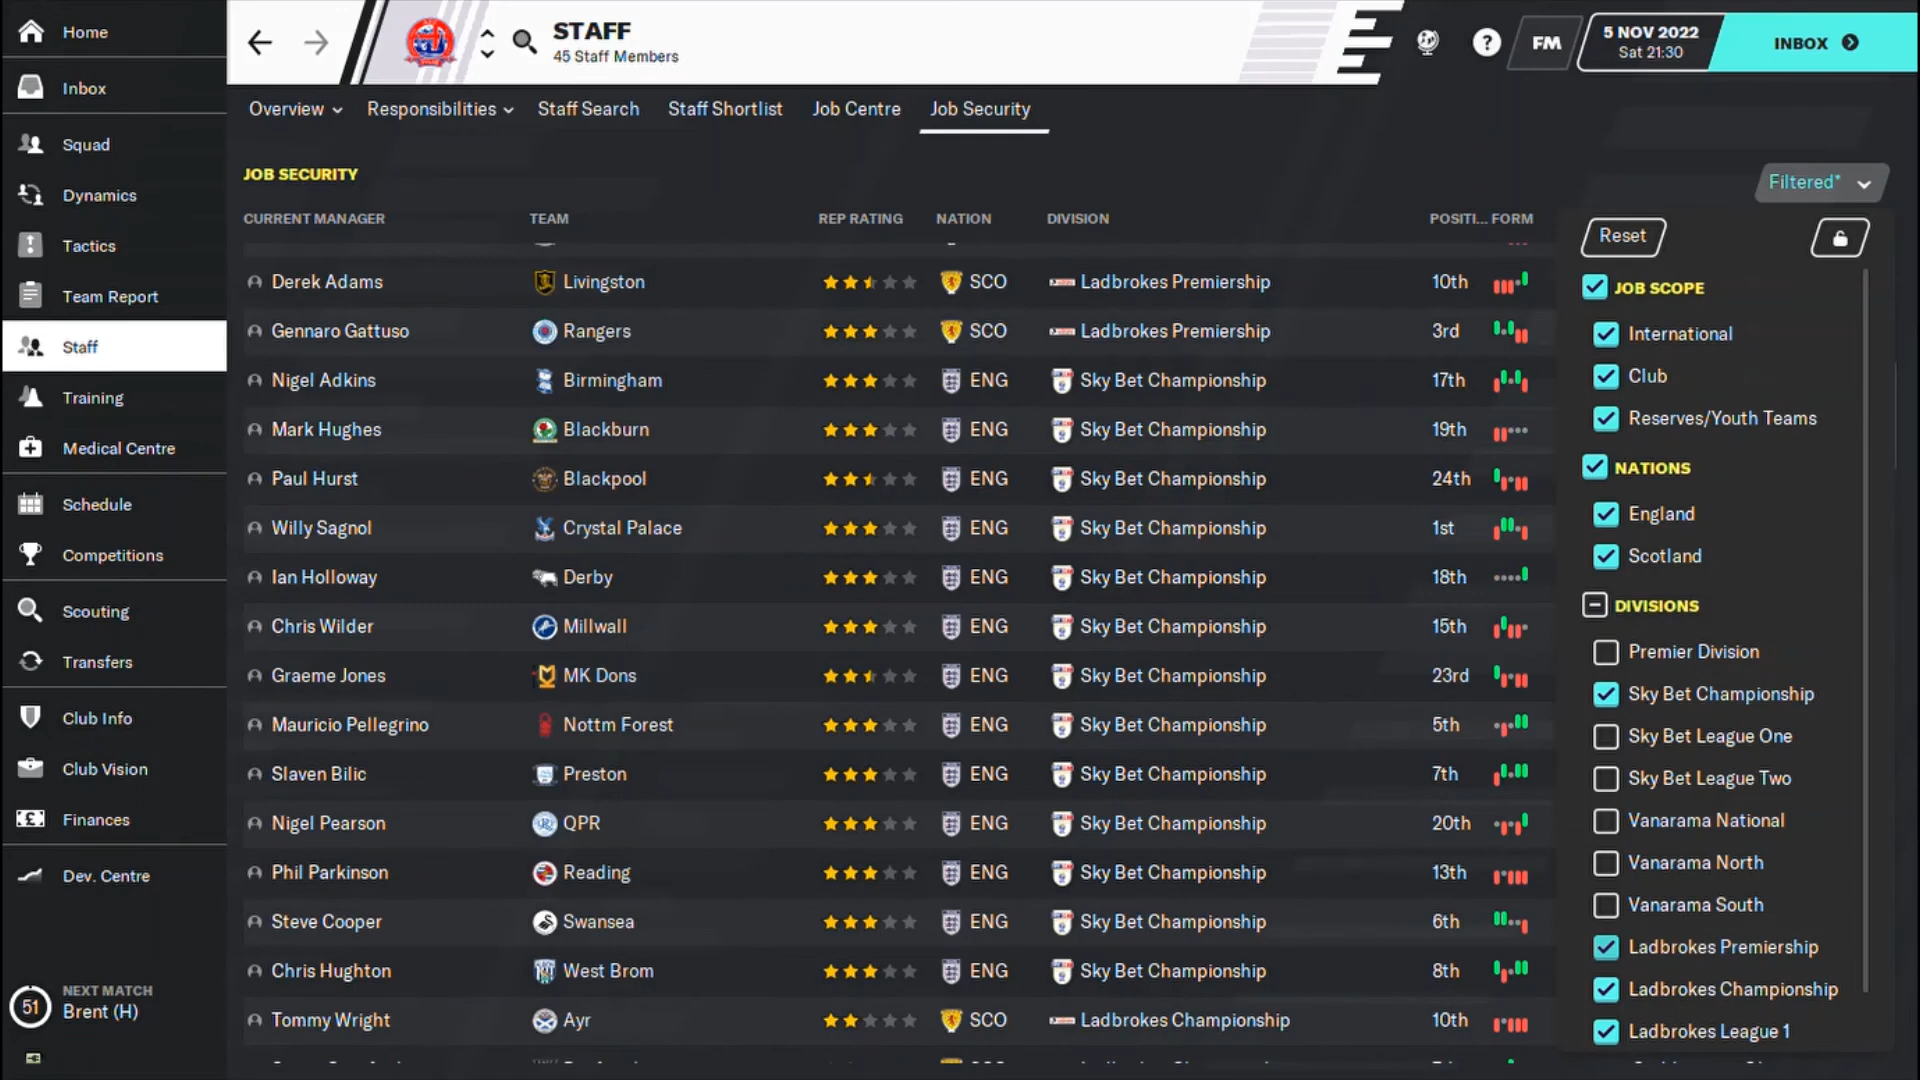 Home
Inbox
Squad
Dynamics
Tactics
Team Report
Staff
Training
Medical Centre
Schedule
Competitions
Scouting
Transfers
Club Info
Club Vision
Finances
Dev. Centre
51
NEXT MATCH
Brent (H)
STAFF
45 Staff Members
?
FM
5 NOV 2022
Sat 21:30
INBOX
Overview
Responsibilities
Staff Search
Staff Shortlist
Job Centre
Job Security
JOB SECURITY
Filtered*
CURRENT MANAGER TEAM REP RATING NATION DIVISION POSITI... FORM
Derek Adams Livingston SCO Ladbrokes Premiership 10th
Gennaro Gattuso Rangers SCO Ladbrokes Premiership 3rd
Nigel Adkins Birmingham ENG Sky Bet Championship 17th
Mark Hughes Blackburn ENG Sky Bet Championship 19th
Paul Hurst Blackpool ENG Sky Bet Championship 24th
Willy Sagnol Crystal Palace ENG Sky Bet Championship 1st
Ian Holloway Derby ENG Sky Bet Championship 18th
Chris Wilder Millwall ENG Sky Bet Championship 15th
Graeme Jones MK Dons ENG Sky Bet Championship 23rd
Mauricio Pellegrino Nottm Forest ENG Sky Bet Championship 5th
Slaven Bilic Preston ENG Sky Bet Championship 7th
Nigel Pearson QPR ENG Sky Bet Championship 20th
Phil Parkinson Reading ENG Sky Bet Championship 13th
Steve Cooper Swansea ENG Sky Bet Championship 6th
Chris Hughton West Brom ENG Sky Bet Championship 8th
Tommy Wright Ayr SCO Ladbrokes Championship 10th
Reset
JOB SCOPE
International
Club
Reserves/Youth Teams
NATIONS
England
Scotland
DIVISIONS
Premier Division
Sky Bet Championship
Sky Bet League One
Sky Bet League Two
Vanarama National
Vanarama North
Vanarama South
Ladbrokes Premiership
Ladbrokes Championship
Ladbrokes League 1